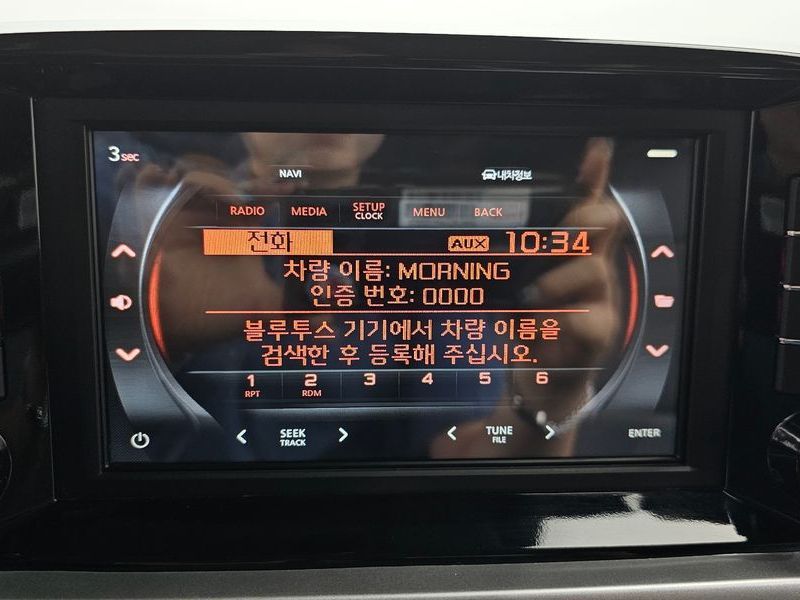 3 SEC
NAVI 내차정보
RADIO MEDIA SETUP CLOCK MENU BACK
전화 AUX 10:34
차량 이름: MORNING
인증 번호: 0000
블루투스 기기에서 차량 이름을
검색한 후 등록해 주십시오.
1 2 3 4 5 6
RPT RDM
SEEK TUNE ENTER
TRACK FILE